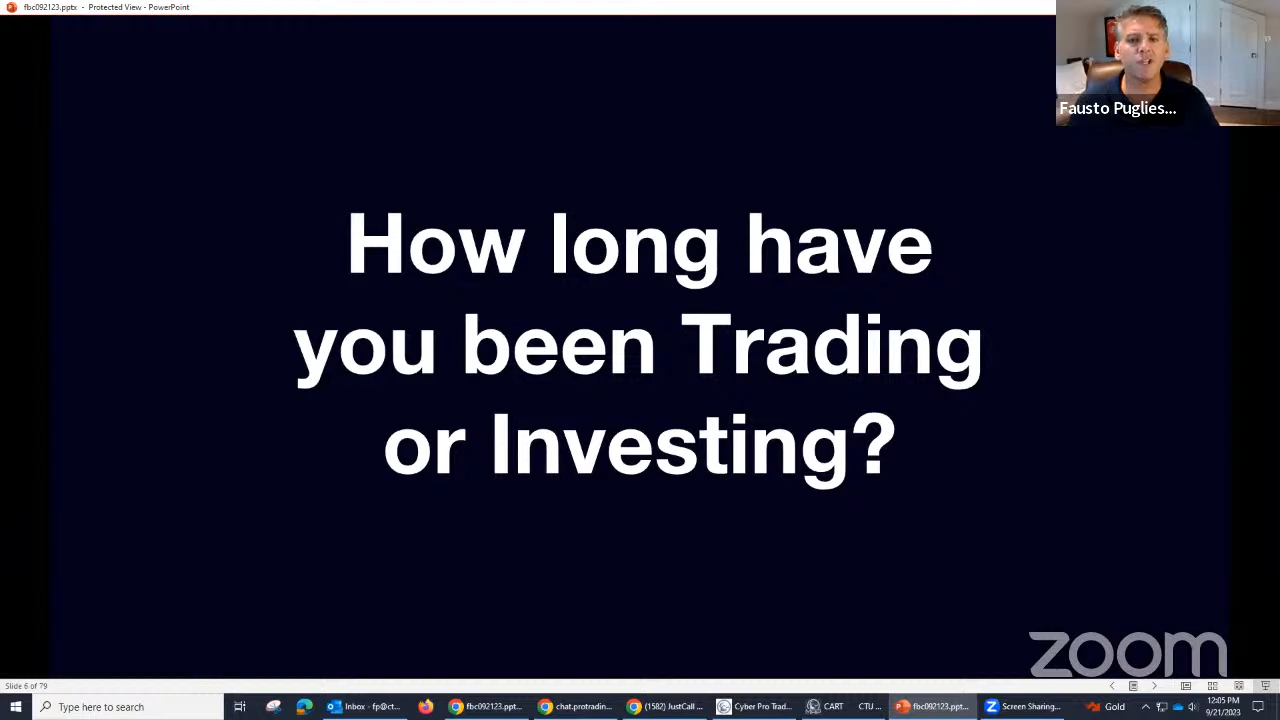 fbc092123.pptx - Protected View - PowerPoint
Fausto Puglies...
How long have
you been Trading
or Investing?
zoom
Slide 6 of 79
Type here to search
Inbox - fp@ct...
fbc092123.ppt...
chat.protradin...
(1582) JustCall ...
Cyber Pro Trad...
CART
CTU ...
fbc092123.ppt...
Screen Sharing...
Gold
12:05 PM
9/21/2023